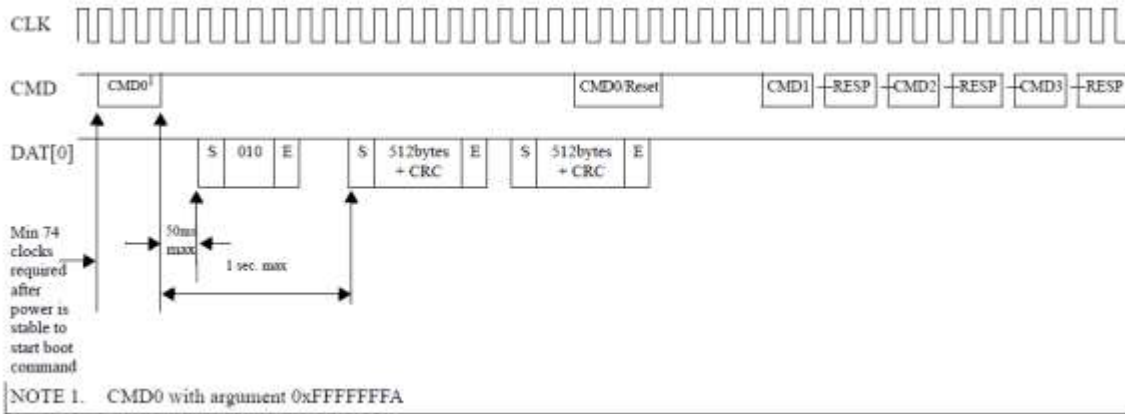 CLK
CMD CMD0¹ CMD0/Reset CMD1 RESP CMD2 RESP CMD3 RESP
DAT[0] S 010 E S 512bytes + CRC E S 512bytes + CRC E
Min 74
clocks
required
after
power is
stable to
start boot
command
50ms
max
1 sec. max
NOTE 1. CMD0 with argument 0xFFFFFFFA